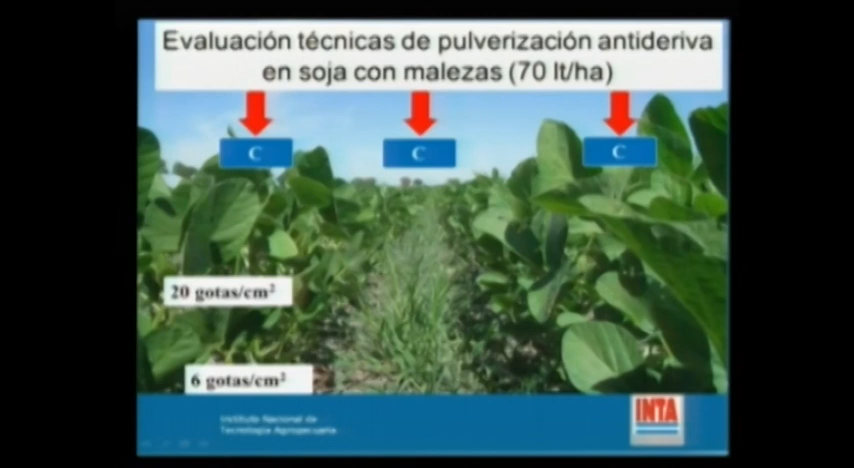 Evaluación técnicas de pulverización antideriva
en soja con malezas (70 lt/ha)
C C C
20 gotas/cm²
6 gotas/cm²
Instituto Nacional de
Tecnología Agropecuaria
INTA